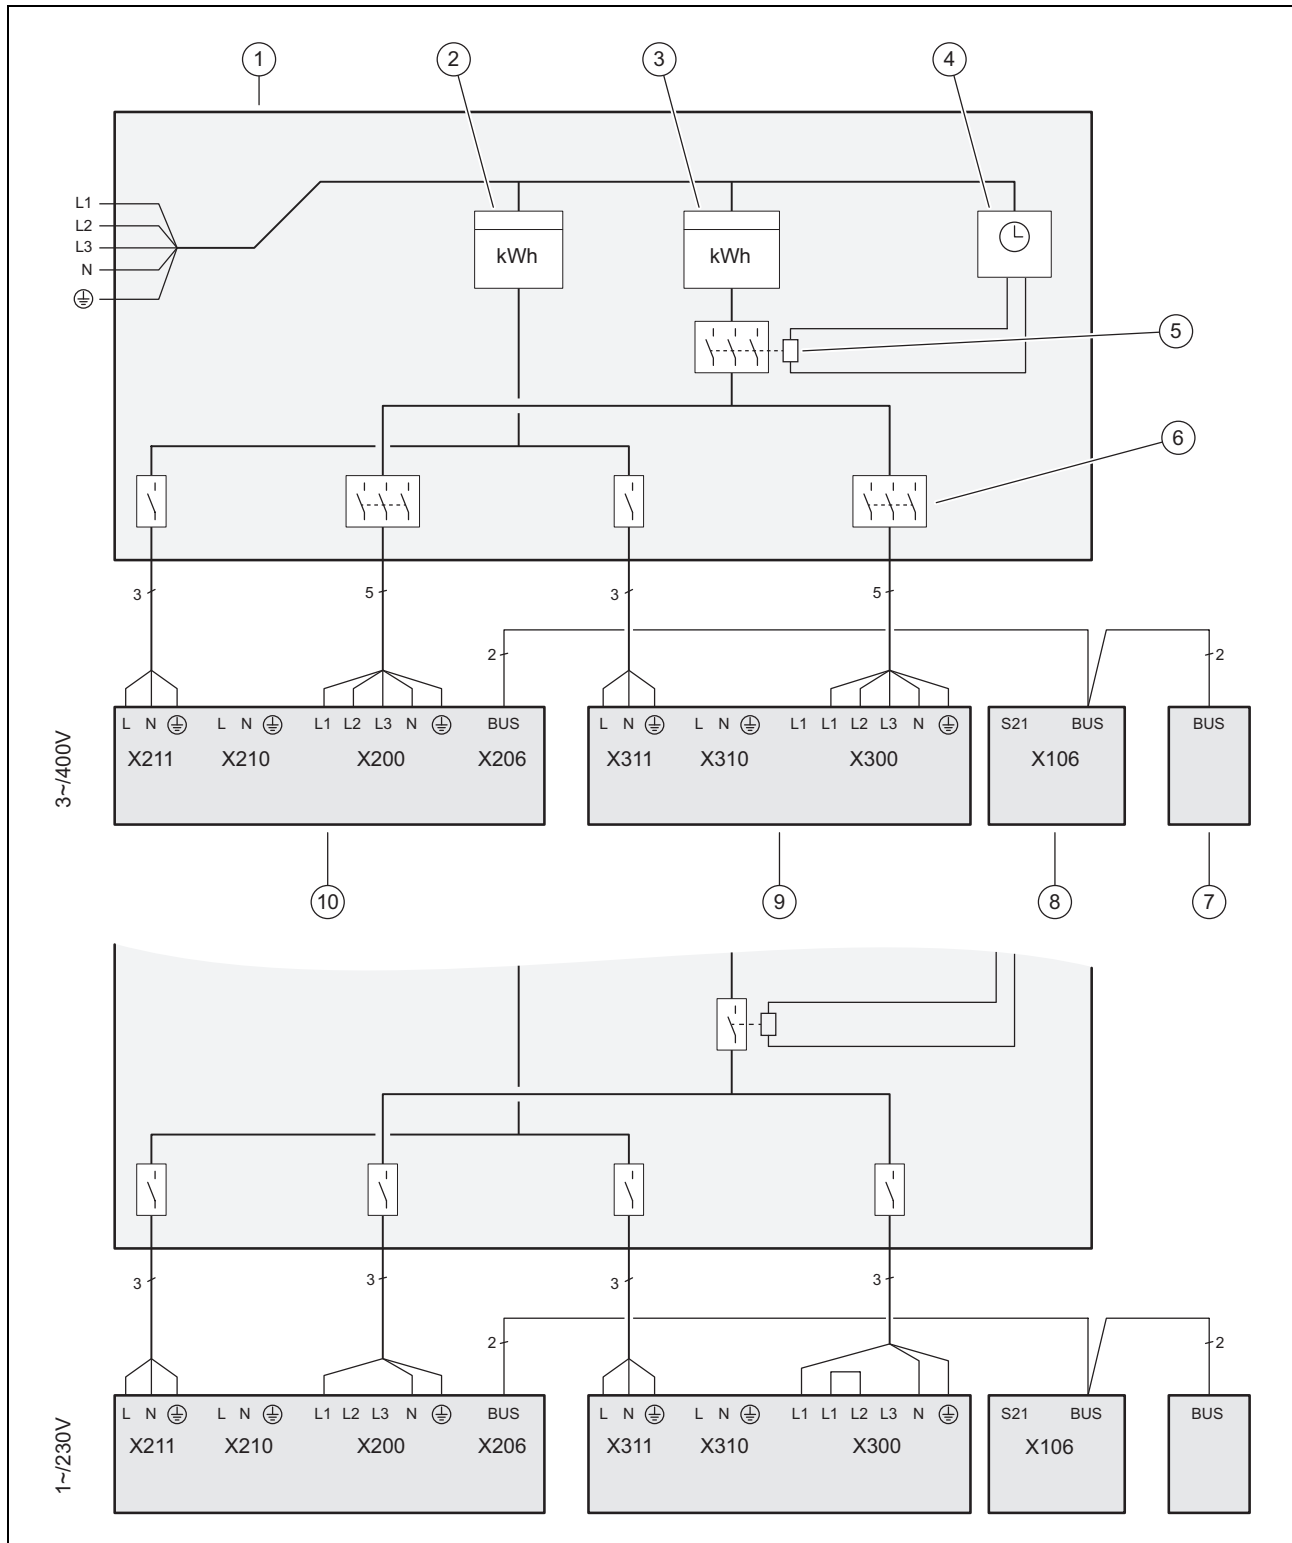 1 2 3 4
L1
L2
L3
N
kWh kWh
5
6
3 5 3 5
2 2
L N L N L1 L2 L3 N BUS L N L N L1 L1 L2 L3 N S21 BUS BUS
X211 X210 X200 X206 X311 X310 X300 X106
3~/400V
10 9 8 7
3 3 3 3
2 2
L N L N L1 L2 L3 N BUS L N L N L1 L1 L2 L3 N S21 BUS BUS
X211 X210 X200 X206 X311 X310 X300 X106
1~/230V